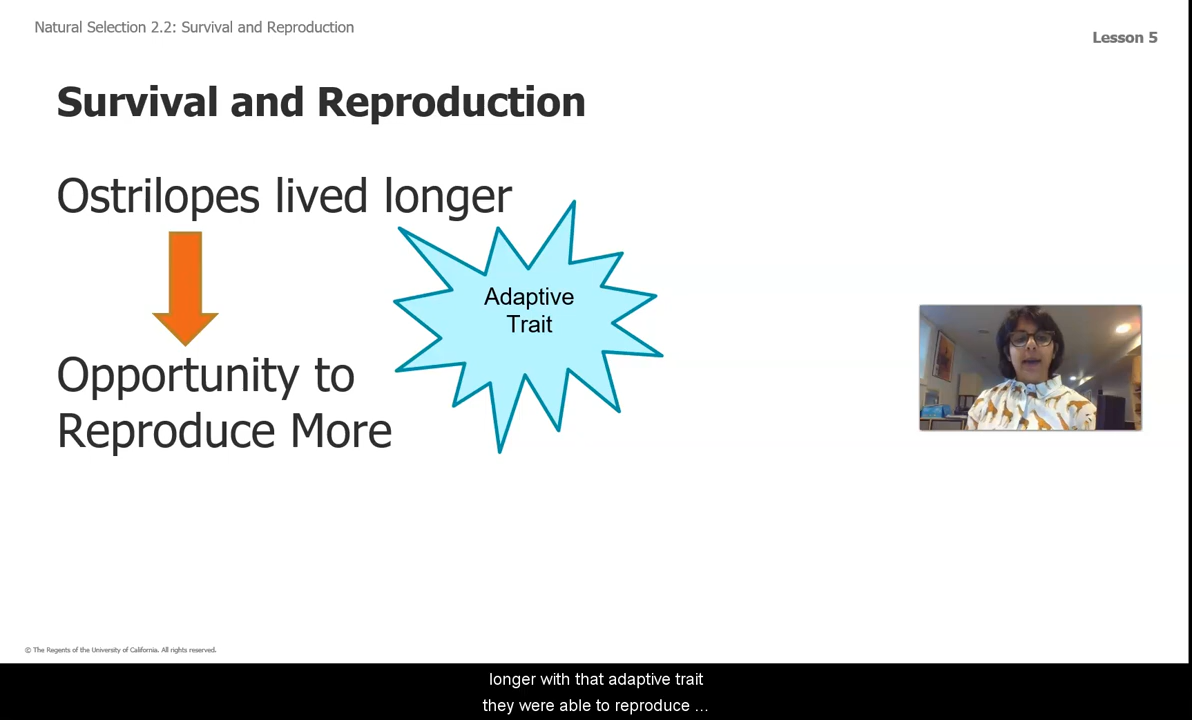 Natural Selection 2.2: Survival and Reproduction
Lesson 5
Survival and Reproduction
Ostrilopes lived longer
Adaptive
Trait
Opportunity to
Reproduce More
© The Regents of the University of California. All rights reserved.
longer with that adaptive trait
they were able to reproduce ...